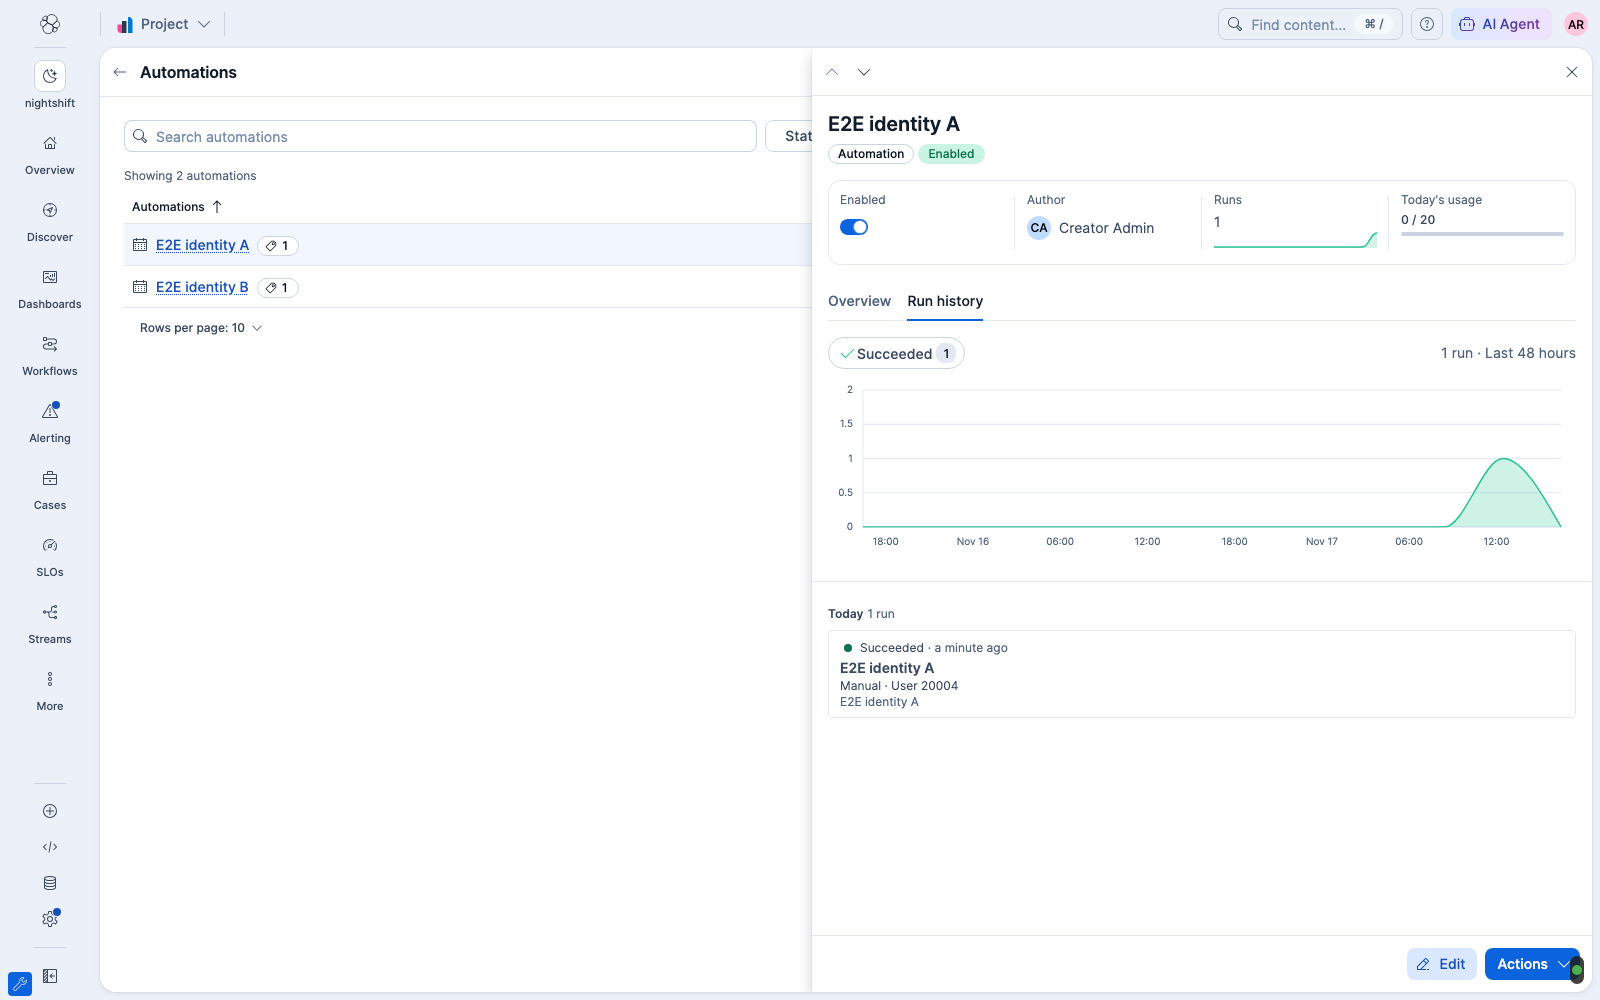 Project
Find content...
⌘ /
AI Agent
AR
nightshift
Overview
Discover
Dashboards
Workflows
Alerting
Cases
SLOs
Streams
More
Automations
Search automations
Stat
Showing 2 automations
Automations
E2E identity A
1
E2E identity B
1
Rows per page: 10
E2E identity A
Automation
Enabled
Enabled
Author
CA
Creator Admin
Runs
1
Today's usage
0 / 20
Overview
Run history
Succeeded
1
1 run · Last 48 hours
2
1.5
1
0.5
0
18:00
Nov 16
06:00
12:00
18:00
Nov 17
06:00
12:00
Today 1 run
Succeeded · a minute ago
E2E identity A
Manual · User 20004
E2E identity A
Edit
Actions